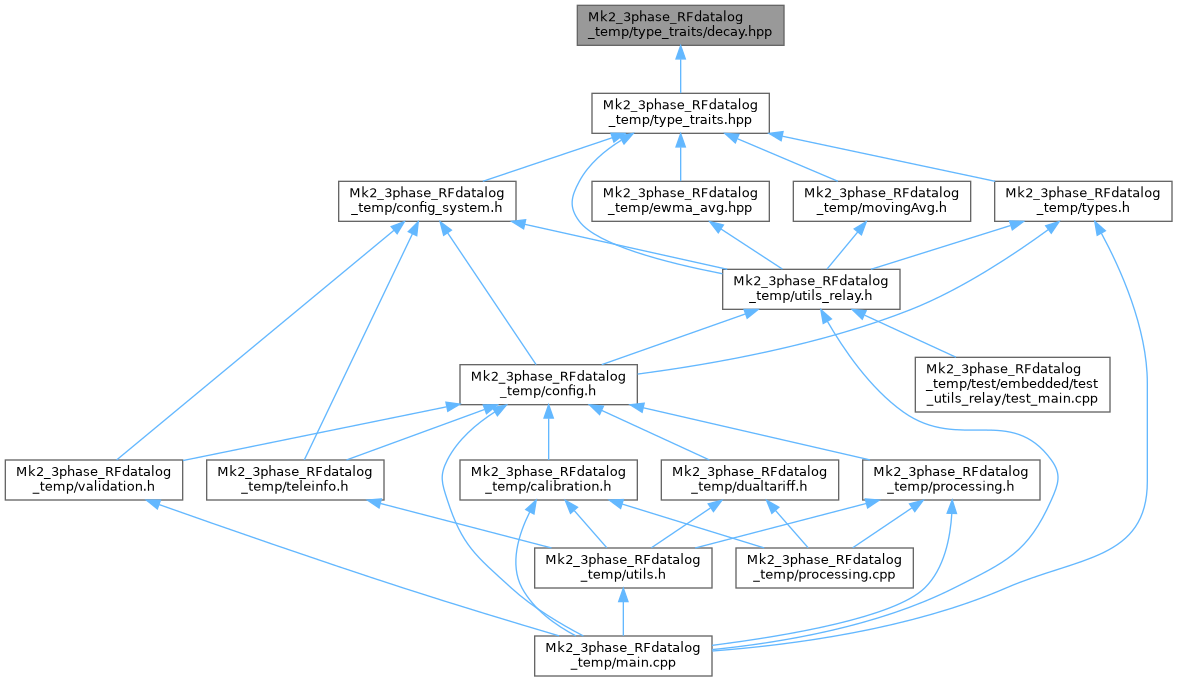 Mk2_3phase_RFdatalog
_temp/type_traits/decay.hpp
Mk2_3phase_RFdatalog
_temp/type_traits.hpp
Mk2_3phase_RFdatalog
_temp/config_system.h
Mk2_3phase_RFdatalog
_temp/ewma_avg.hpp
Mk2_3phase_RFdatalog
_temp/movingAvg.h
Mk2_3phase_RFdatalog
_temp/types.h
Mk2_3phase_RFdatalog
_temp/utils_relay.h
Mk2_3phase_RFdatalog
_temp/config.h
Mk2_3phase_RFdatalog
_temp/test/embedded/test
_utils_relay/test_main.cpp
Mk2_3phase_RFdatalog
_temp/validation.h
Mk2_3phase_RFdatalog
_temp/teleinfo.h
Mk2_3phase_RFdatalog
_temp/calibration.h
Mk2_3phase_RFdatalog
_temp/dualtariff.h
Mk2_3phase_RFdatalog
_temp/processing.h
Mk2_3phase_RFdatalog
_temp/utils.h
Mk2_3phase_RFdatalog
_temp/processing.cpp
Mk2_3phase_RFdatalog
_temp/main.cpp